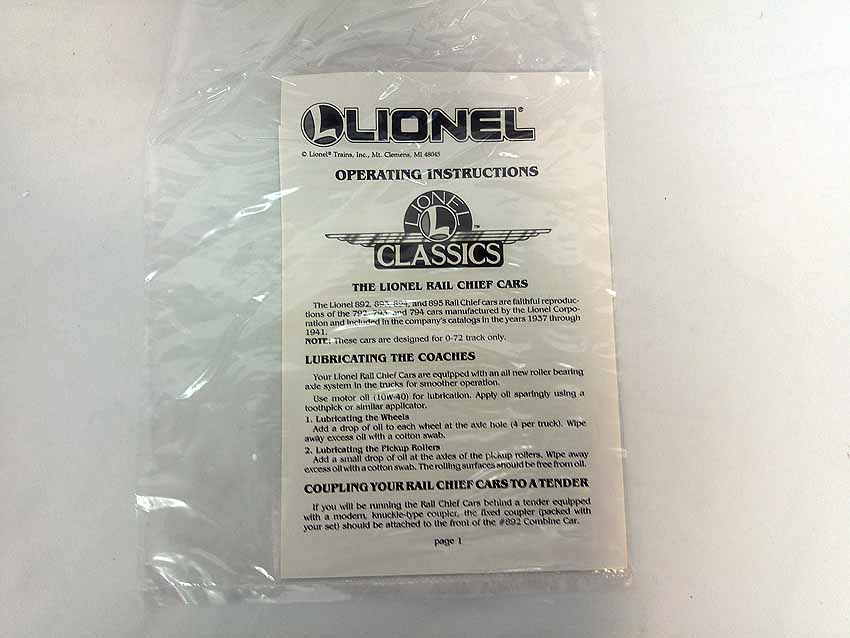 LIONEL®
© Lionel® Trains, Inc., Mt. Clemens, MI 48045
OPERATING INSTRUCTIONS
LIONEL
L
CLASSICS™
THE LIONEL RAIL CHIEF CARS
The Lionel 892, 893, 894, and 895 Rail Chief cars are faithful reproduc-
tions of the 792, 793, and 794 cars manufactured by the Lionel Corpo-
ration and included in the company's catalogs in the years 1937 through
1941.
NOTE: These cars are designed for 0-72 track only.
LUBRICATING THE COACHES
Your Lionel Rail Chief Cars are equipped with an all new roller bearing
axle system in the trucks for smoother operation.
Use motor oil (10W-40) for lubrication. Apply oil sparingly using a
toothpick or similar applicator.
1. Lubricating the Wheels
Add a drop of oil to each wheel at the axle hole (4 per truck). Wipe
away excess oil with a cotton swab.
2. Lubricating the Pickup Rollers
Add a small drop of oil at the axles of the pickup rollers. Wipe away
excess oil with a cotton swab. The rolling surfaces should be free from oil.
COUPLING YOUR RAIL CHIEF CARS TO A TENDER
If you will be running the Rail Chief Cars behind a tender equipped
with a modern, knuckle-type coupler, the fixed coupler (packed with
your set) should be attached to the front of the #892 Combine Car.
page 1